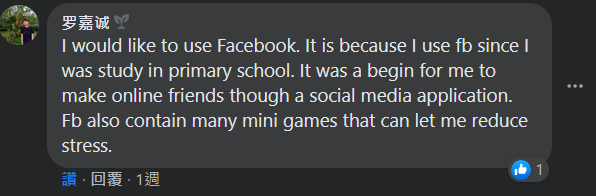 罗嘉诚
I would like to use Facebook. It is because I use fb since I
was study in primary school. It was a begin for me to
make online friends though a social media application.
Fb also contain many mini games that can let me reduce
stress.
讚 · 回覆 · 1週
1